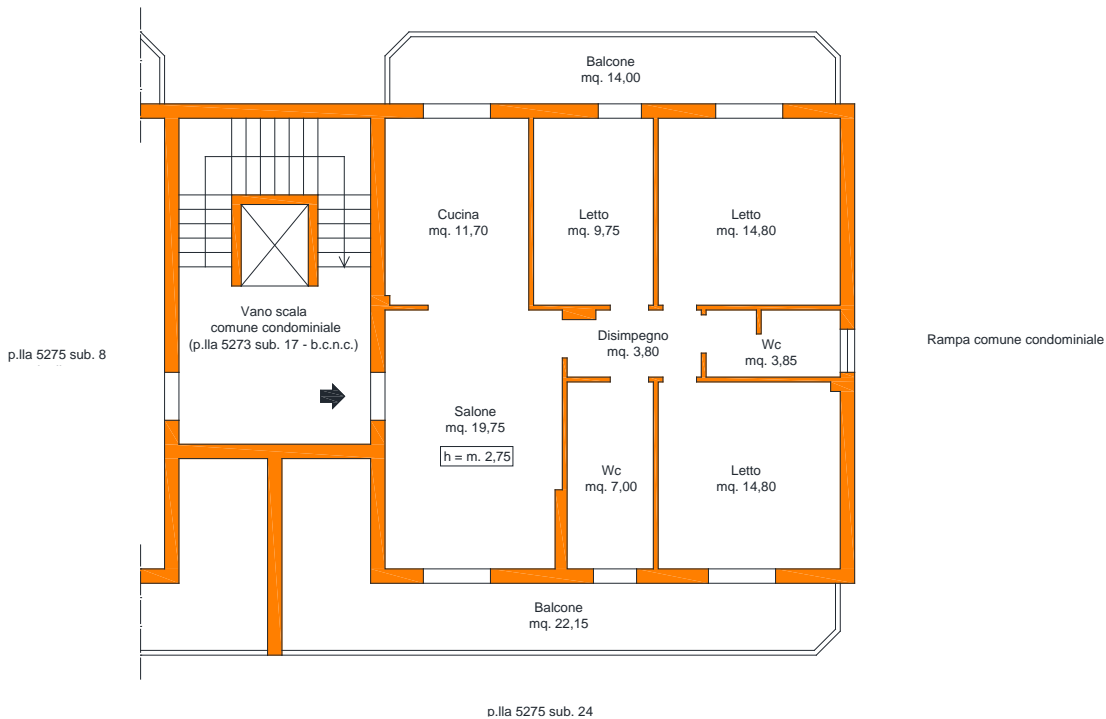 Balcone
mq. 14,00
Cucina
mq. 11,70
Letto
mq. 9,75
Letto
mq. 14,80
Vano scala
comune condominiale
(p.lla 5273 sub. 17 - b.c.n.c.)
p.lla 5275 sub. 8
Disimpegno
mq. 3,80
Wc
mq. 3,85
Rampa comune condominiale
Salone
mq. 19,75
h = m. 2,75
Wc
mq. 7,00
Letto
mq. 14,80
Balcone
mq. 22,15
p.lla 5275 sub. 24